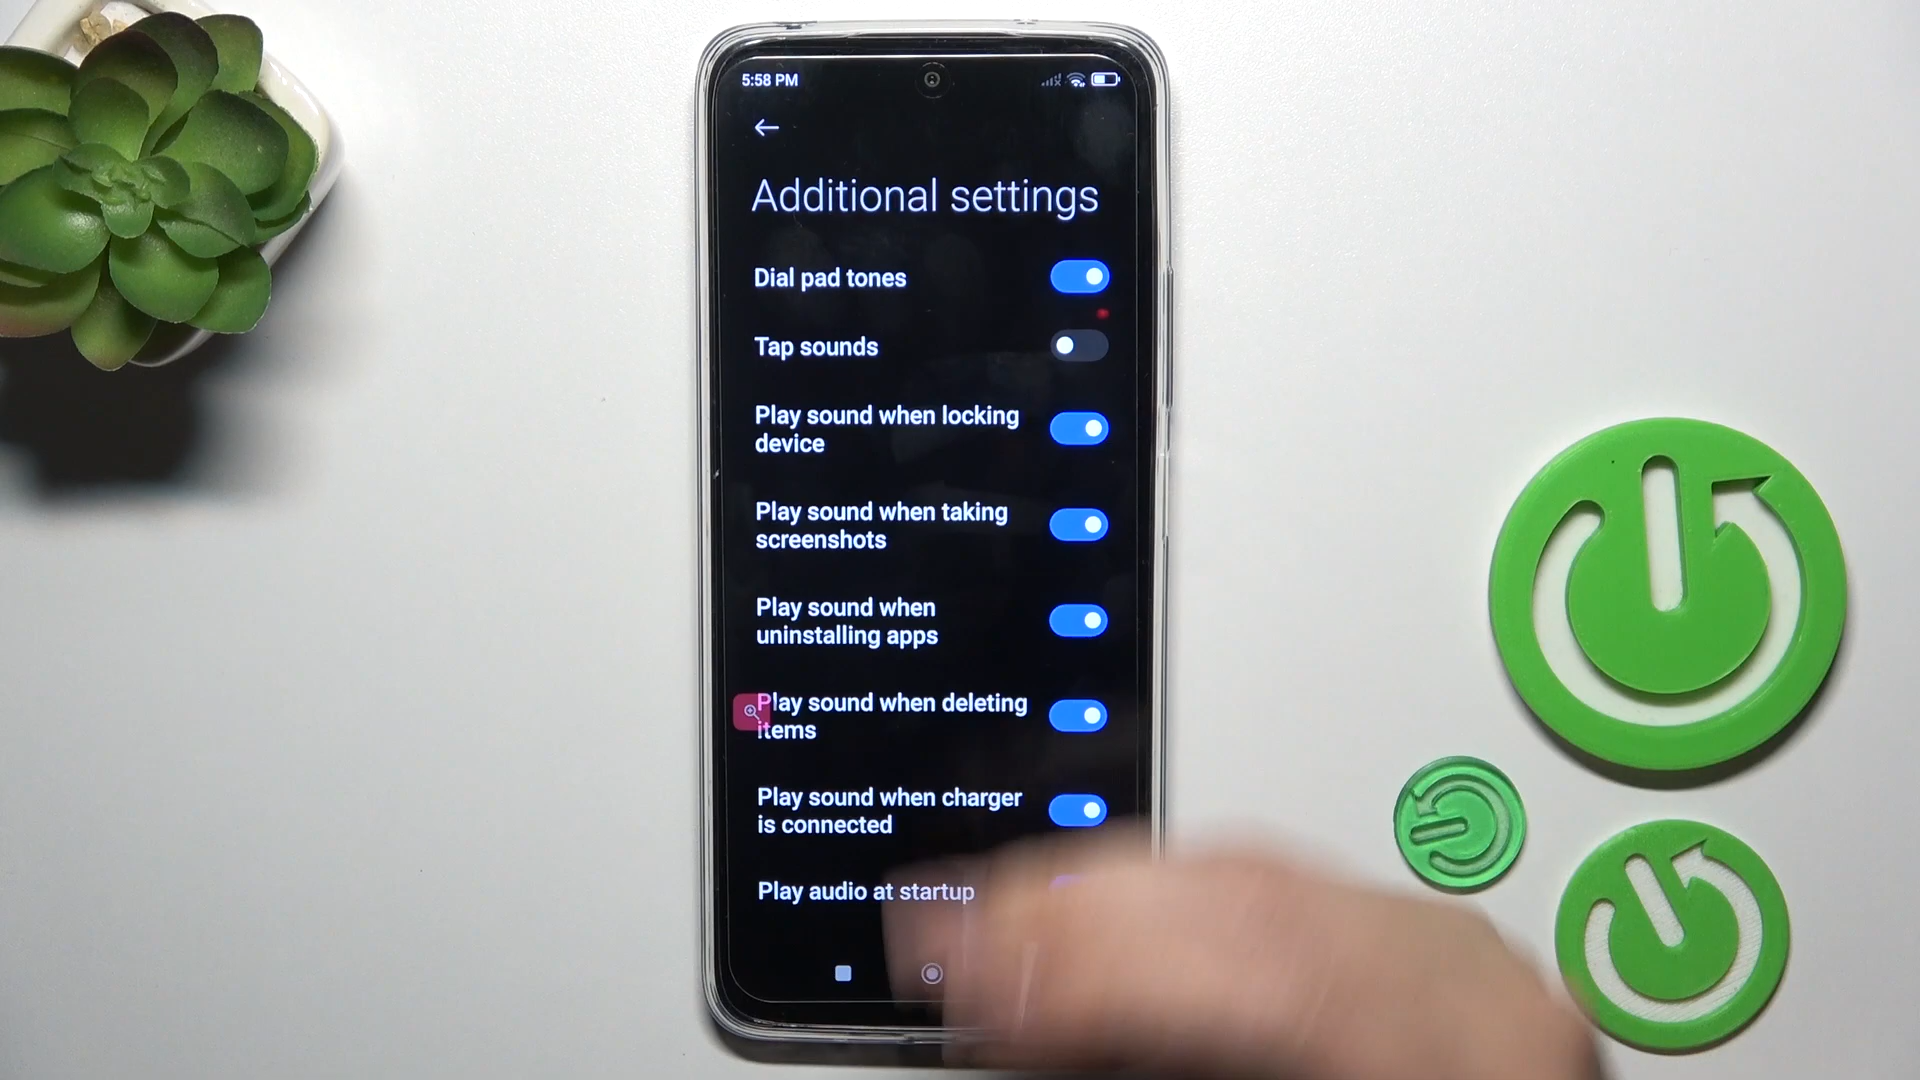 5:58 PM
Additional settings
Dial pad tones
Tap sounds
Play sound when locking
device
Play sound when taking
screenshots
Play sound when
uninstalling apps
Play sound when deleting
items
Play sound when charger
is connected
Play audio at startup